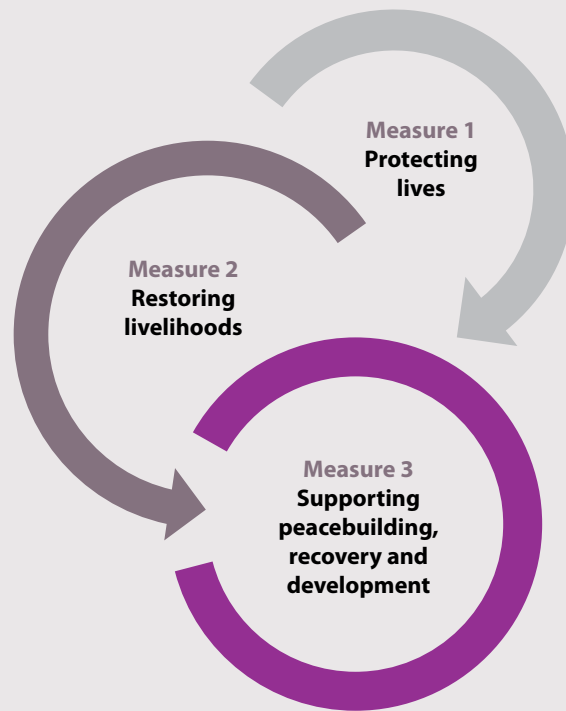 Measure 1
Protecting
lives
Measure 2
Restoring
livelihoods
Measure 3
Supporting
peacebuilding,
recovery and
development